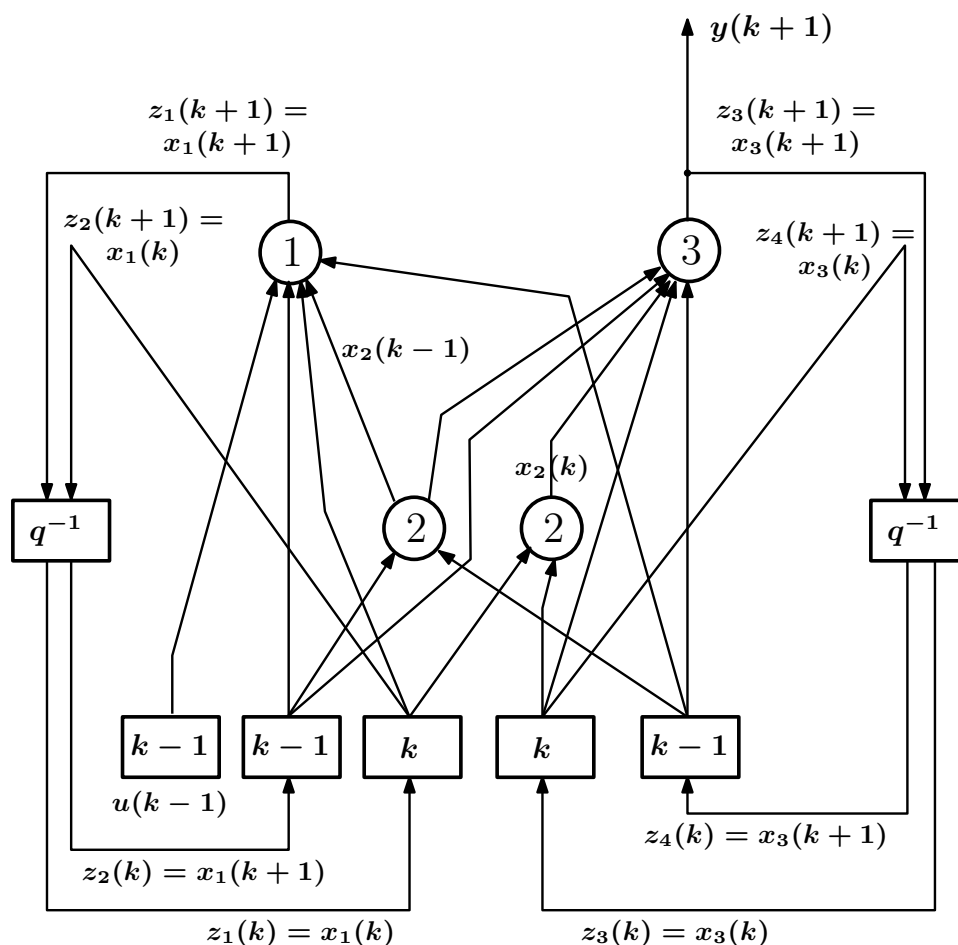 y(k + 1)
z₁(k + 1) =
x₁(k + 1)
z₃(k + 1) =
x₃(k + 1)
z₂(k + 1) =
x₁(k)
z₄(k + 1) =
x₃(k)
1
3
x₂(k − 1)
x₂(k)
q⁻¹
2
2
q⁻¹
k − 1
k − 1
k
k
k − 1
u(k − 1)
z₄(k) = x₃(k + 1)
z₂(k) = x₁(k + 1)
z₁(k) = x₁(k)
z₃(k) = x₃(k)